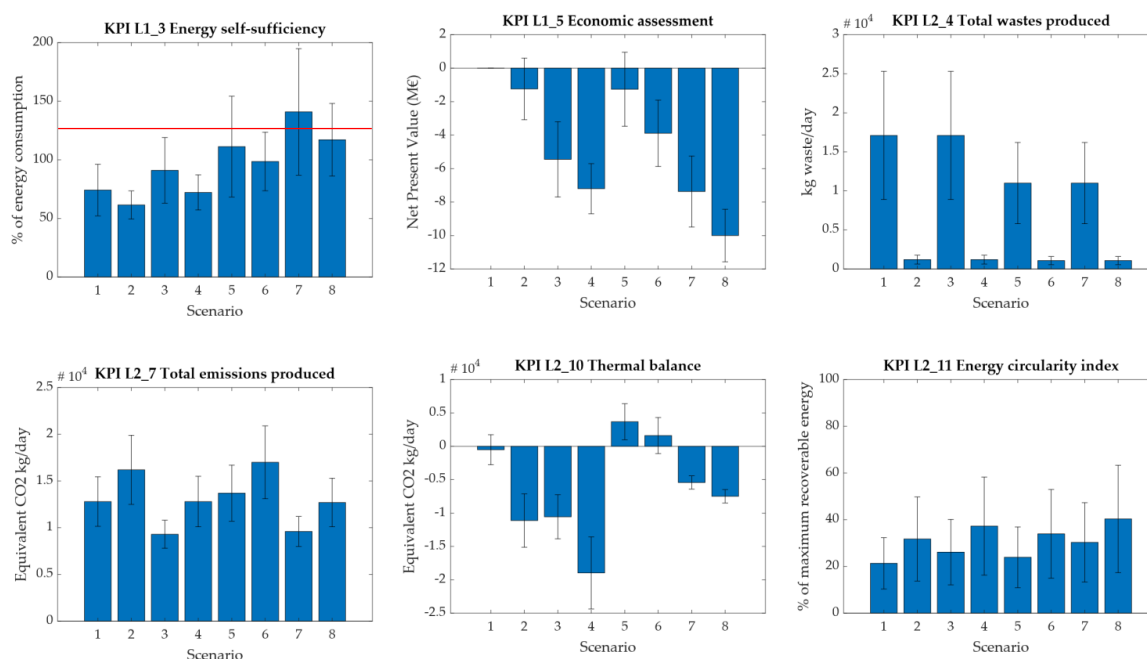 KPI L1_3 Energy self-sufficiency
200
150
100
50
0
% of energy consumption
1 2 3 4 5 6 7 8
Scenario
KPI L1_5 Economic assessment
2
0
-2
-4
-6
-8
-10
-12
Net Present Value (M€)
1 2 3 4 5 6 7 8
Scenario
# 10^4 KPI L2_4 Total wastes produced
3
2.5
2
1.5
1
0.5
0
kg waste/day
1 2 3 4 5 6 7 8
Scenario
# 10^4 KPI L2_7 Total emissions produced
2.5
2
1.5
1
0.5
0
Equivalent CO2 kg/day
1 2 3 4 5 6 7 8
Scenario
# 10^4 KPI L2_10 Thermal balance
1
0.5
0
-0.5
-1
-1.5
-2
-2.5
Equivalent CO2 kg/day
1 2 3 4 5 6 7 8
Scenario
KPI L2_11 Energy circularity index
100
80
60
40
20
0
% of maximum recoverable energy
1 2 3 4 5 6 7 8
Scenario